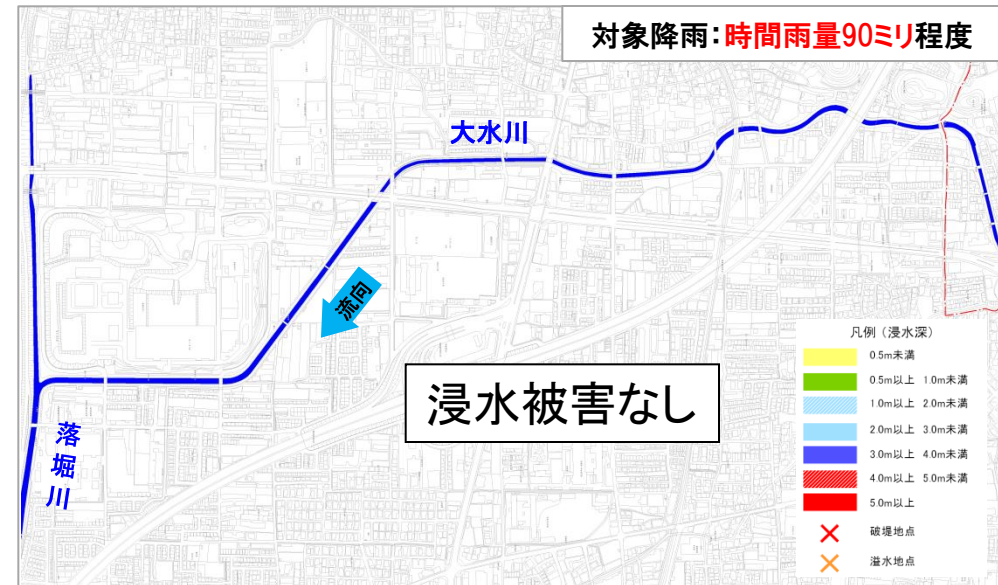 対象降雨：時間雨量90ミリ程度
大水川
流向
浸水被害なし
落堀川
凡例（浸水深）
0.5m未満
0.5m以上 1.0m未満
1.0m以上 2.0m未満
2.0m以上 3.0m未満
3.0m以上 4.0m未満
4.0m以上 5.0m未満
5.0m以上
破堤地点
溢水地点